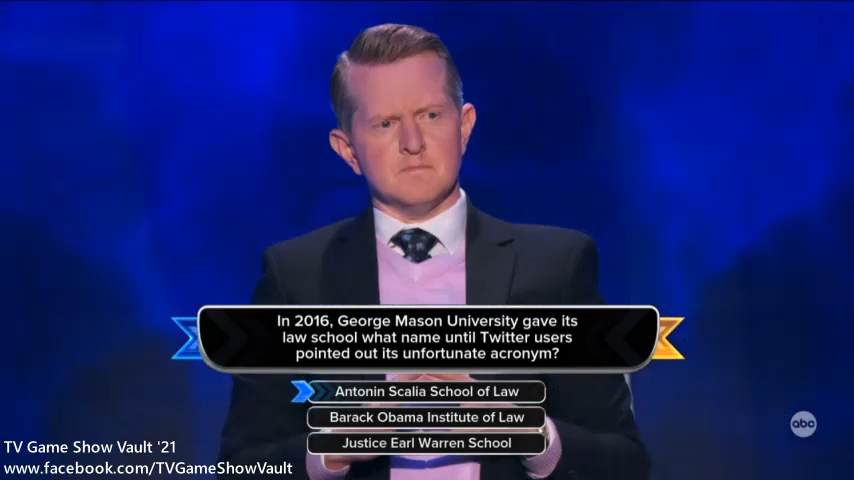 In 2016, George Mason University gave its
law school what name until Twitter users
pointed out its unfortunate acronym?
Antonin Scalia School of Law
Barack Obama Institute of Law
Justice Earl Warren School
abc
TV Game Show Vault '21
www.facebook.com/TVGameShowVault